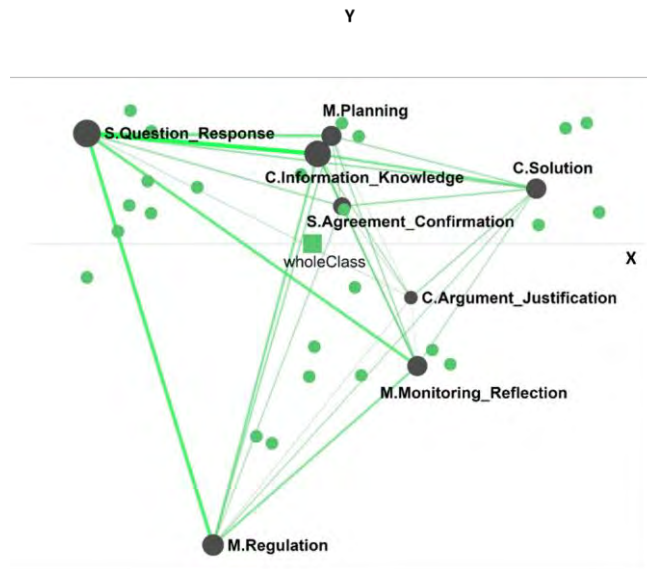 Y
M.Planning
S.Question_Response
C.Solution
C.Information_Knowledge
S.Agreement_Confirmation
X
wholeClass
C.Argument_Justification
M.Monitoring_Reflection
M.Regulation